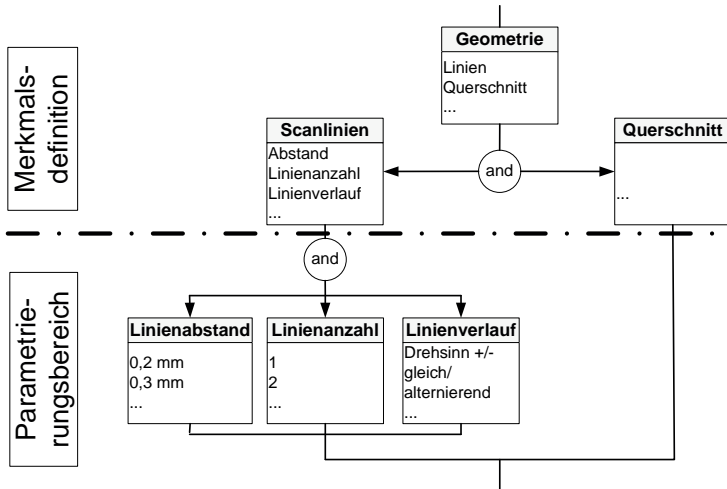 Merkmals-
definition
Geometrie
Linien
Querschnitt
...
Scanlinien
Abstand
Linienanzahl
Linienverlauf
...
and
Querschnitt
...
Parametrie-
rungsbereich
and
Linienabstand
0,2 mm
0,3 mm
...
Linienanzahl
1
2
...
Linienverlauf
Drehsinn +/-
gleich/
alternierend
...